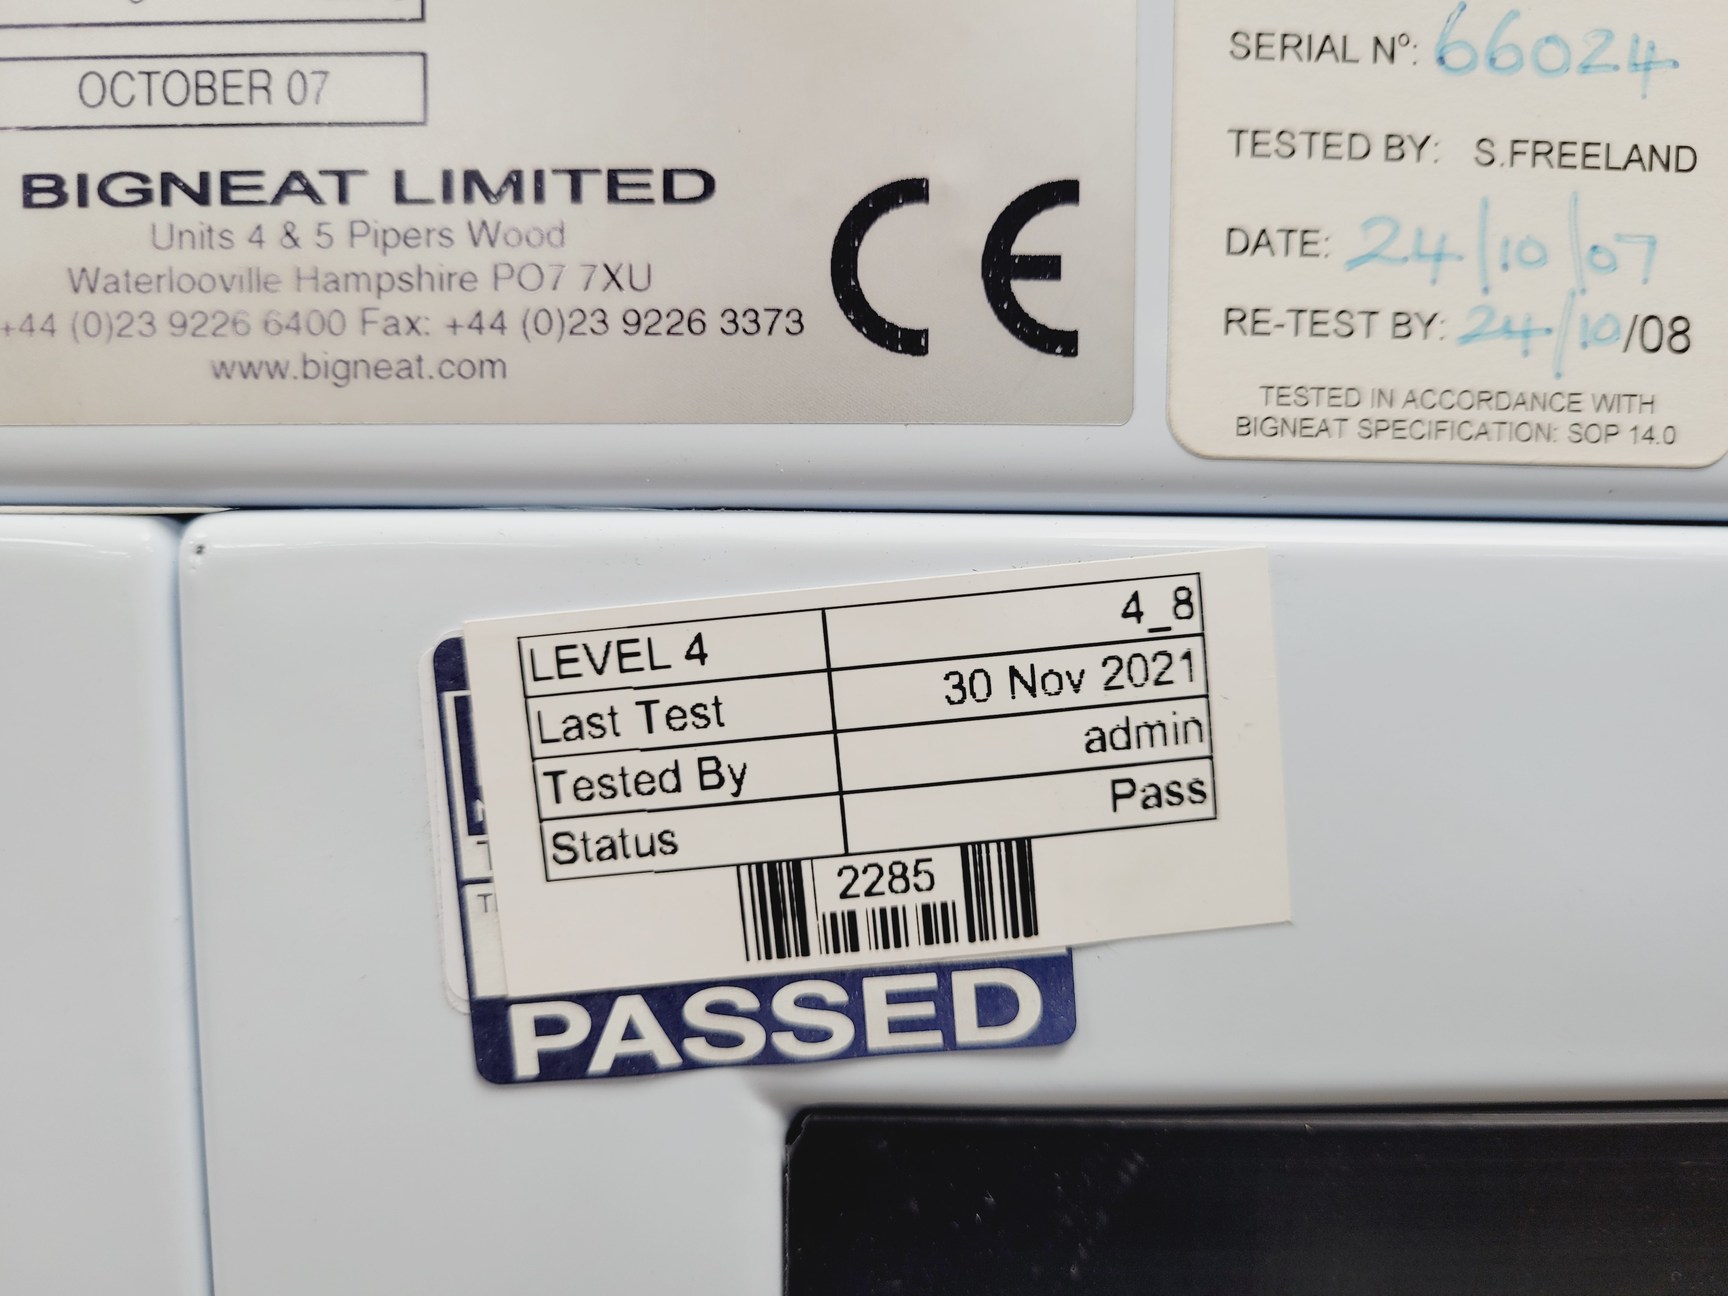 OCTOBER 07
BIGNEAT LIMITED
Units 4 & 5 Pipers Wood
Waterlooville Hampshire PO7 7XU
+44 (0)23 9226 6400 Fax: +44 (0)23 9226 3373
www.bigneat.com
CE
SERIAL Nº: 66024
TESTED BY: S.FREELAND
DATE: 24/10/07
RE-TEST BY: 24/10/08
TESTED IN ACCORDANCE WITH
BIGNEAT SPECIFICATION: SOP 14.0
LEVEL 4 4_8
Last Test 30 Nov 2021
Tested By admin
Status Pass
2285
PASSED